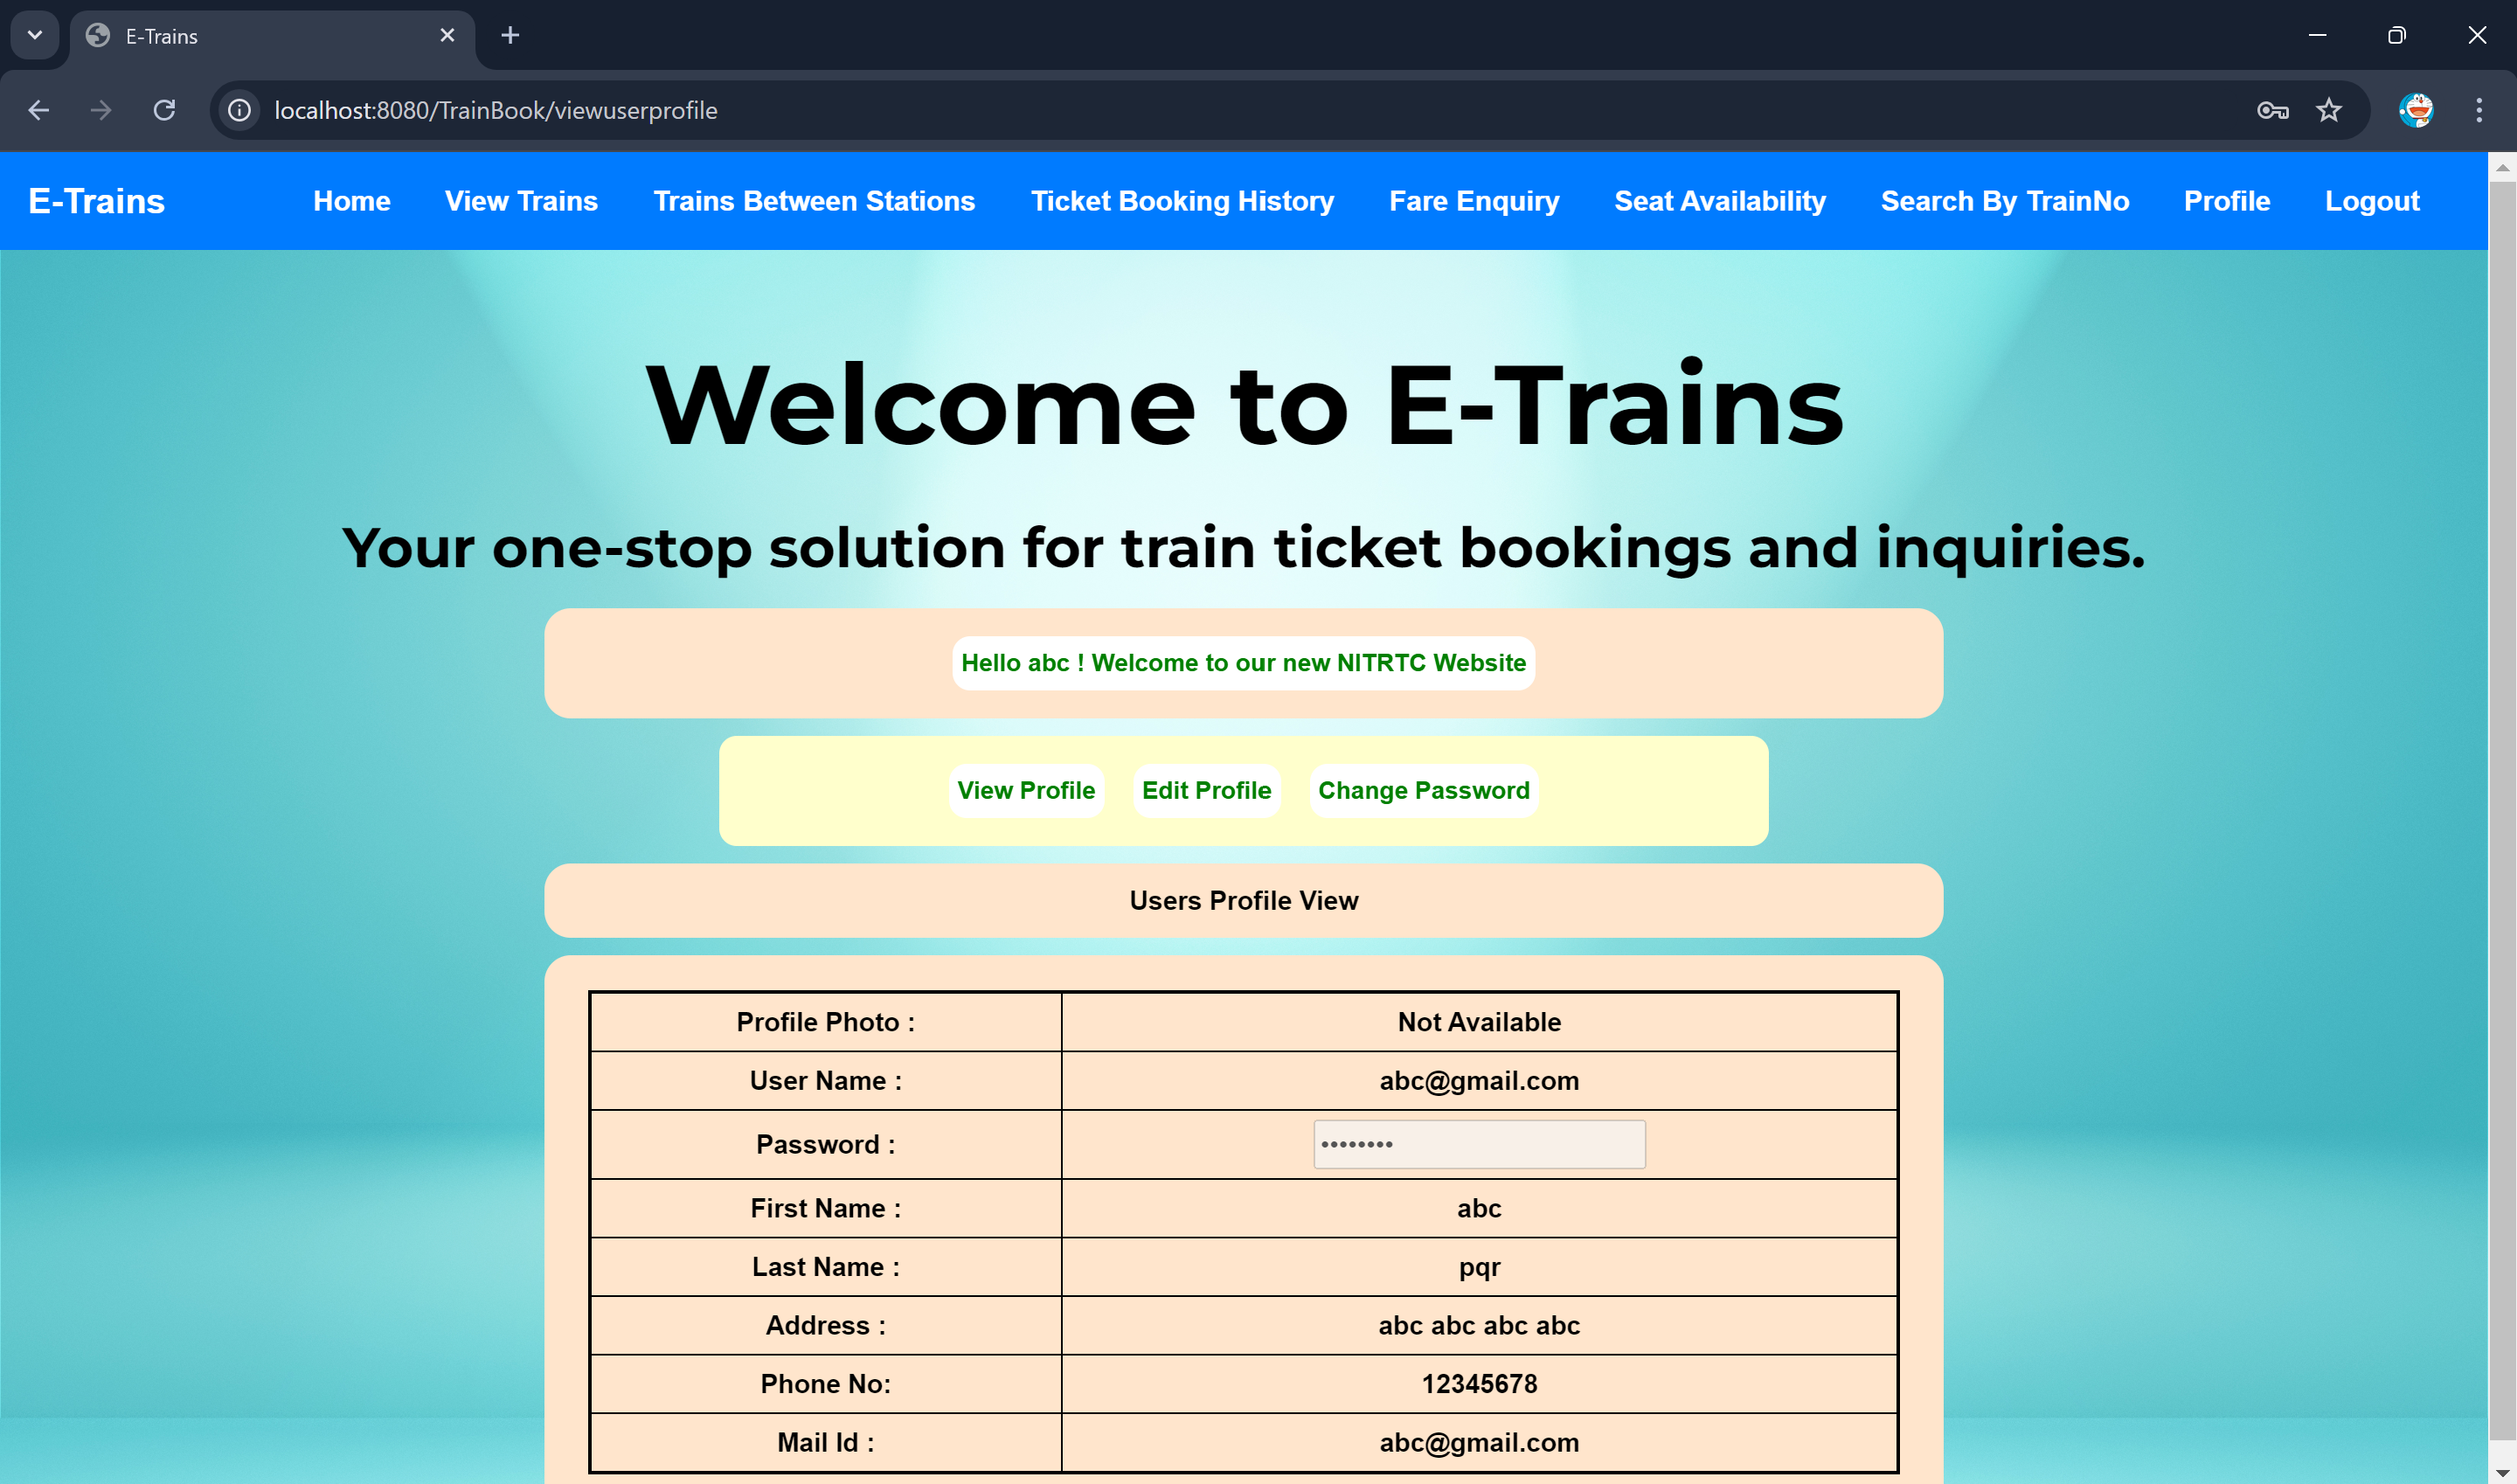 E-Trains
localhost:8080/TrainBook/viewuserprofile
E-Trains Home View Trains Trains Between Stations Ticket Booking History Fare Enquiry Seat Availability Search By TrainNo Profile Logout
Welcome to E-Trains
Your one-stop solution for train ticket bookings and inquiries.
Hello abc ! Welcome to our new NITRTC Website
View Profile Edit Profile Change Password
Users Profile View
Profile Photo : Not Available
User Name : abc@gmail.com
Password : ••••••••
First Name : abc
Last Name : pqr
Address : abc abc abc abc
Phone No: 12345678
Mail Id : abc@gmail.com